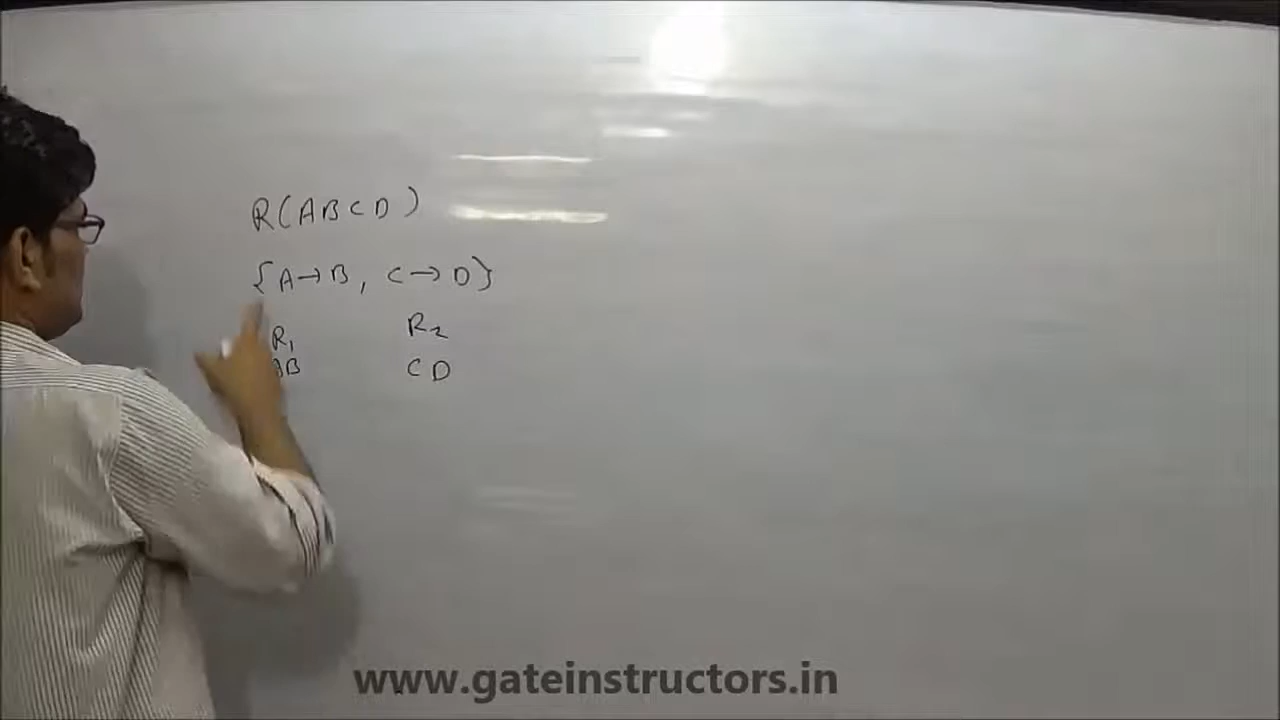 R(ABCD)
{A→B, C→D}
R₁ R₂
AB CD
www.gateinstructors.in